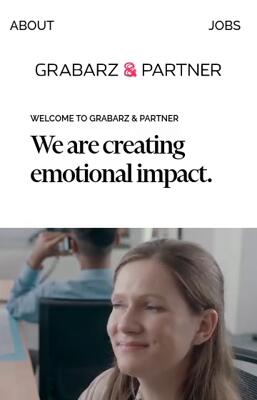 ABOUT JOBS
GRABARZ & PARTNER
WELCOME TO GRABARZ & PARTNER
We are creating
emotional impact.